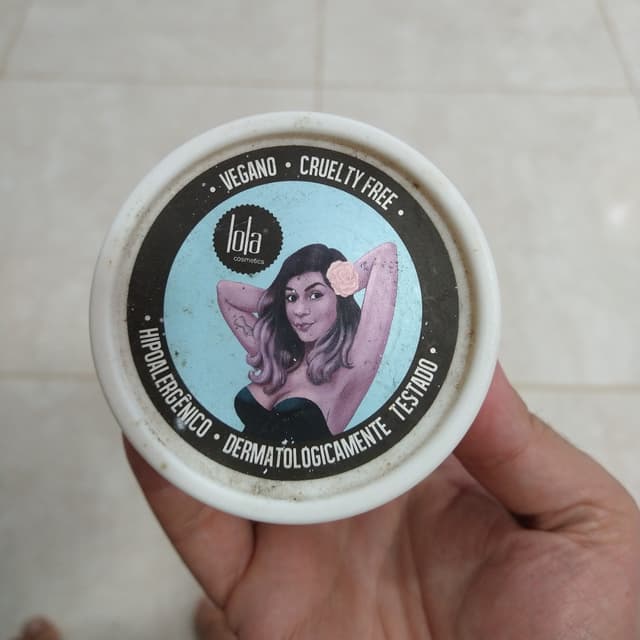 • VEGANO • CRUELTY FREE •
lola
cosmetics
• HIPOALERGÊNICO • DERMATOLOGICAMENTE TESTADO •